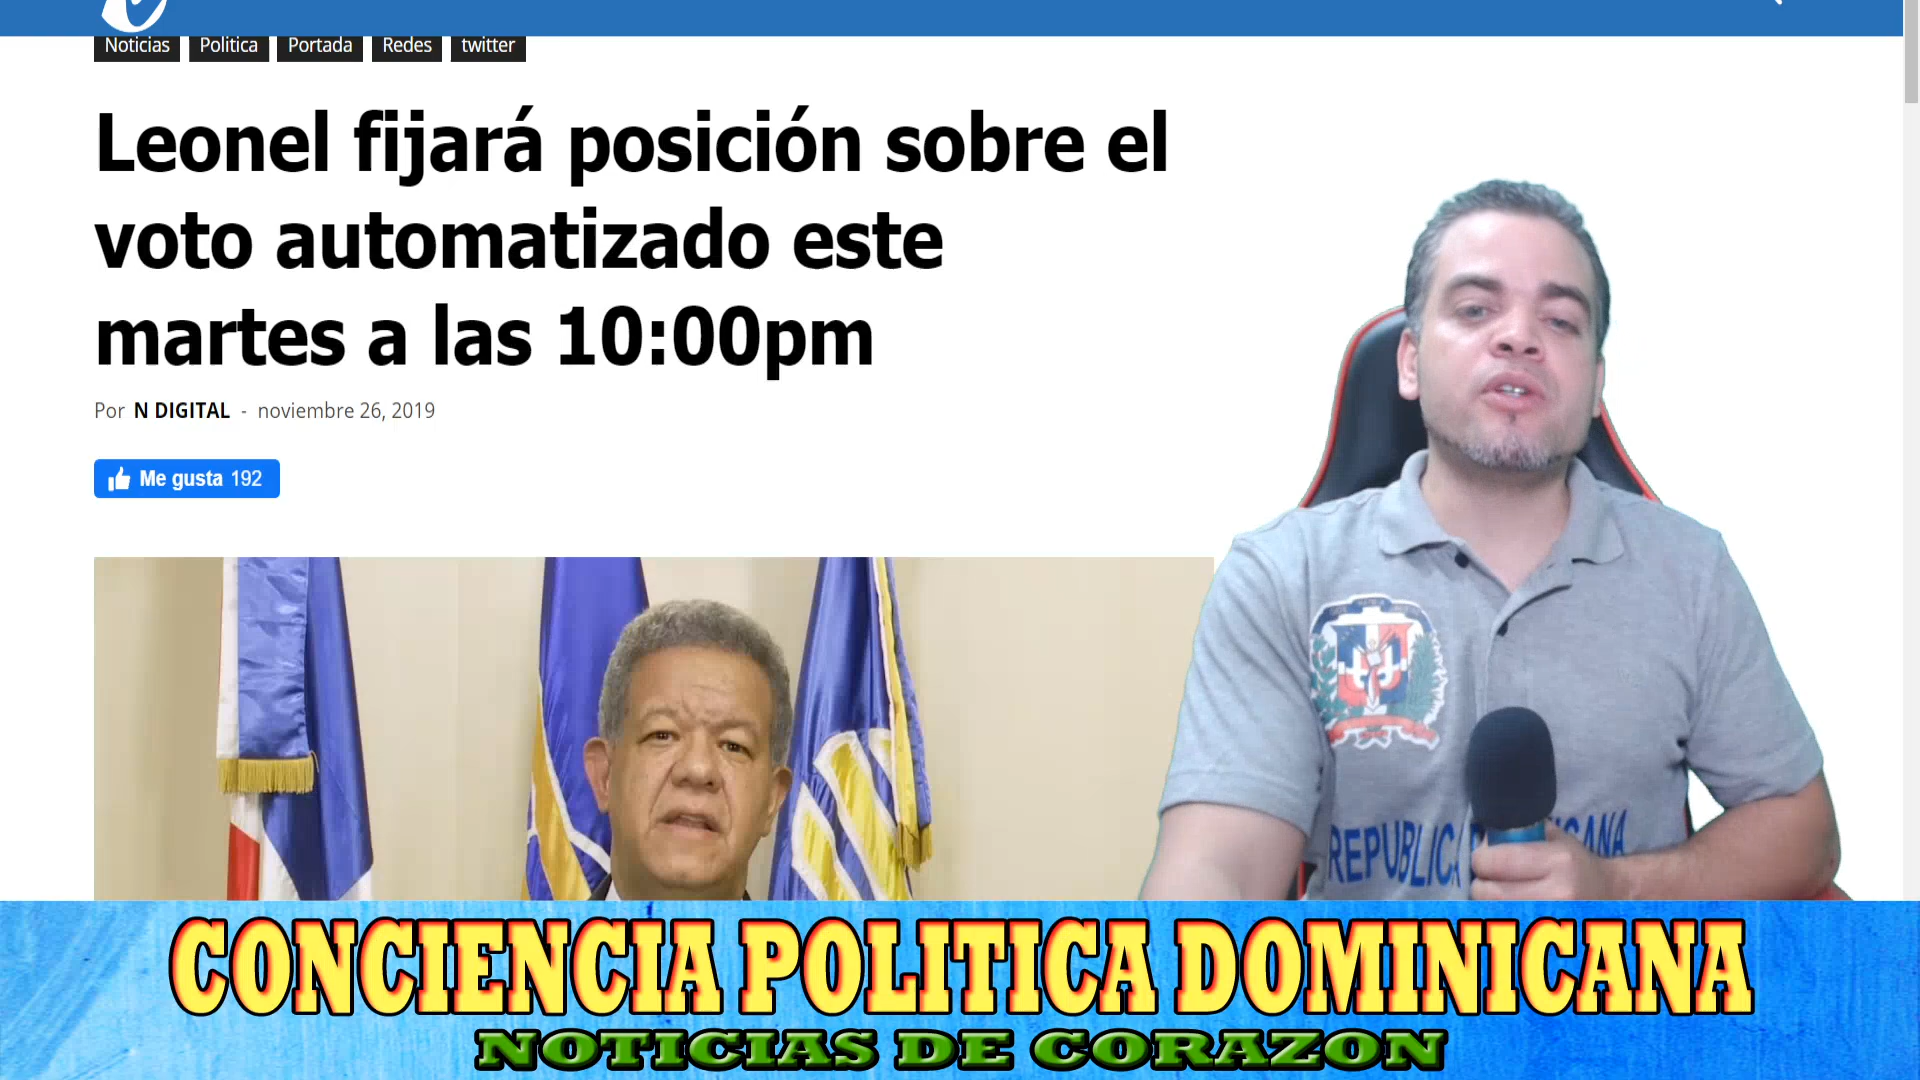 Noticias Politica Portada Redes twitter
Leonel fijará posición sobre el
voto automatizado este
martes a las 10:00pm
Por N DIGITAL - noviembre 26, 2019
Me gusta 192
REPUBLICA
CONCIENCIA POLITICA DOMINICANA
NOTICIAS DE CORAZON